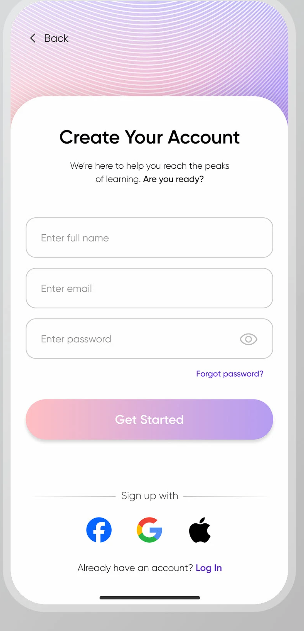 Back
Create Your Account
We're here to help you reach the peaks
of learning. Are you ready?
Enter full name
Enter email
Enter password
Forgot password?
Get Started
Sign up with
Already have an account? Log In